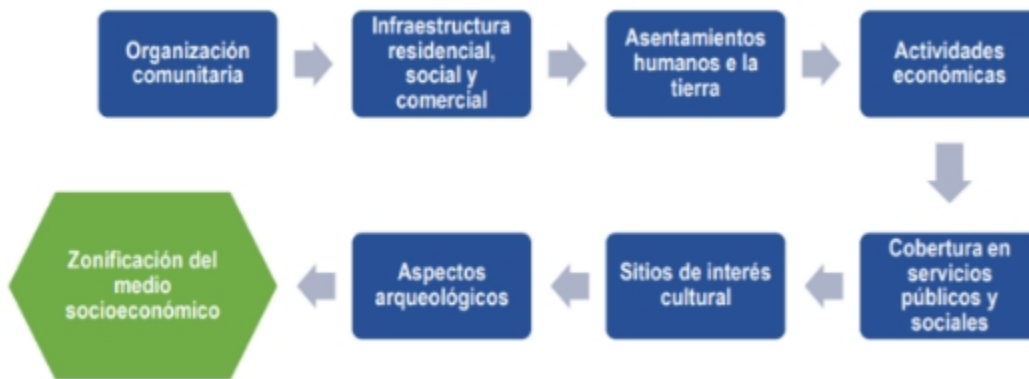 Organización
comunitaria
Infraestructura
residencial,
social y
comercial
Asentamientos
humanos e la
tierra
Actividades
económicas
Cobertura en
servicios
públicos y
sociales
Sitios de interés
cultural
Aspectos
arqueológicos
Zonificación del
medio
socioeconómico